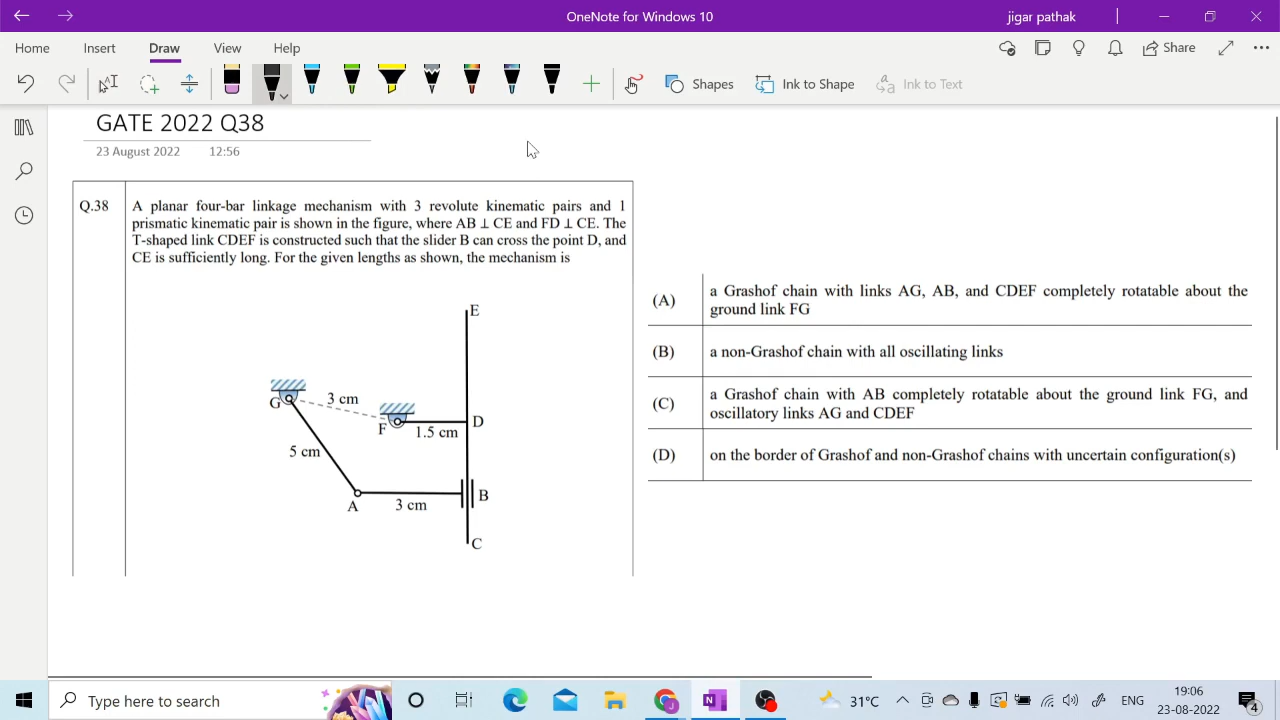 OneNote for Windows 10
jigar pathak
Home Insert Draw View Help
Share
Shapes
Ink to Shape
Ink to Text
GATE 2022 Q38
23 August 2022 12:56
Q.38
A planar four-bar linkage mechanism with 3 revolute kinematic pairs and 1
prismatic kinematic pair is shown in the figure, where AB ⊥ CE and FD ⊥ CE. The
T-shaped link CDEF is constructed such that the slider B can cross the point D, and
CE is sufficiently long. For the given lengths as shown, the mechanism is
E
G
3 cm
F
D
1.5 cm
5 cm
A
3 cm
B
C
(A)
a Grashof chain with links AG, AB, and CDEF completely rotatable about the
ground link FG
(B)
a non-Grashof chain with all oscillating links
(C)
a Grashof chain with AB completely rotatable about the ground link FG, and
oscillatory links AG and CDEF
(D)
on the border of Grashof and non-Grashof chains with uncertain configuration(s)
Type here to search
31°C
ENG
19:06
23-08-2022
4